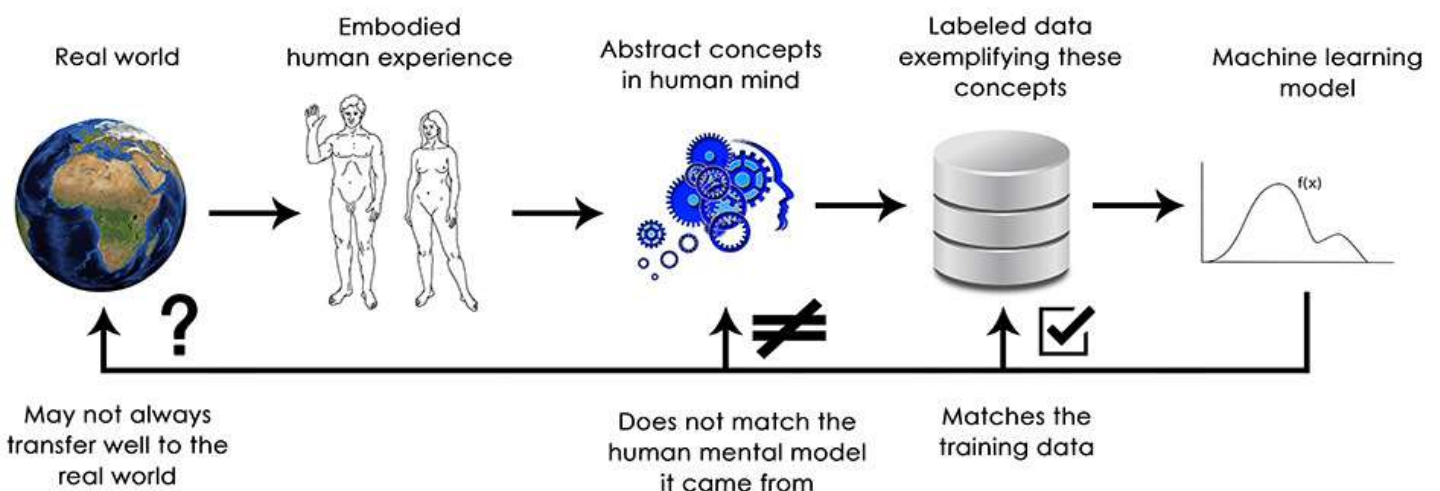 Real world
Embodied
human experience
Abstract concepts
in human mind
Labeled data
exemplifying these
concepts
Machine learning
model
f(x)
?
≠
May not always
transfer well to the
real world
Does not match the
human mental model
it came from
Matches the
training data